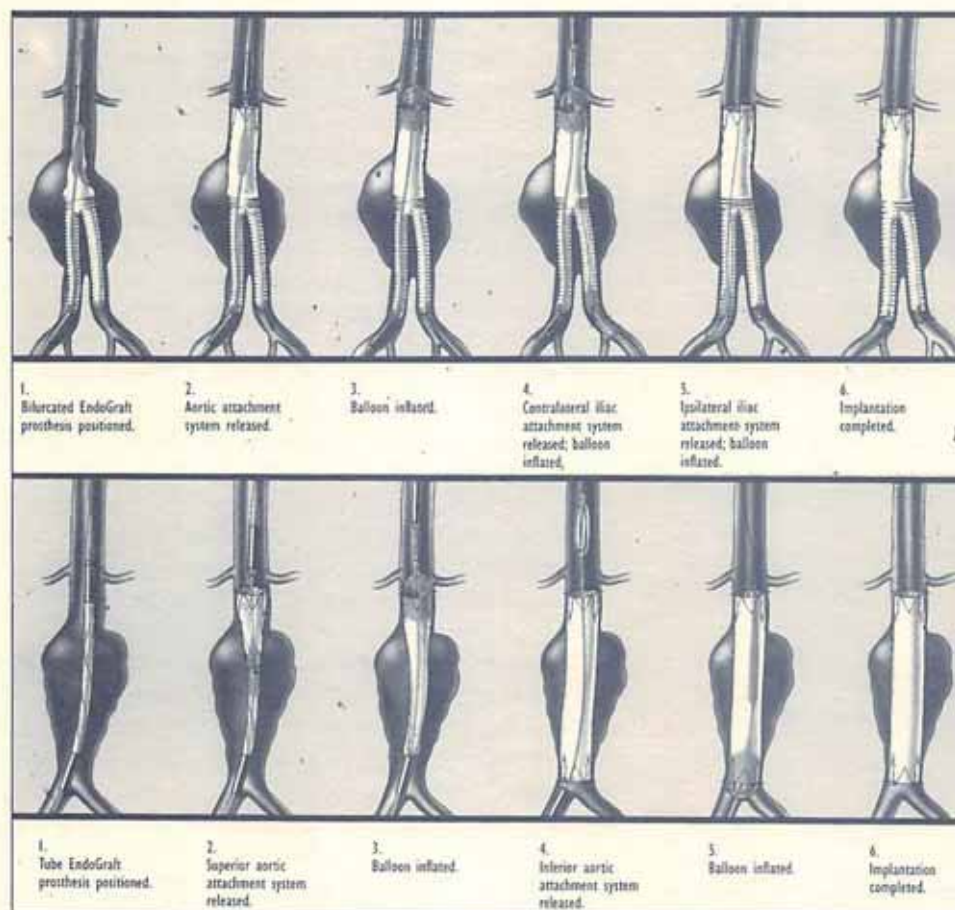 1.
Bifurcated EndoGraft
prosthesis positioned.
2.
Aortic attachment
system released.
3.
Balloon inflated.
4.
Contralateral iliac
attachment system
released; balloon
inflated,
5.
Ipsilateral iliac
attachment system
released; balloon
inflated.
6.
Implantation
completed.
1.
Tube EndoGraft
prosthesis positioned.
2.
Superior aortic
attachment system
released.
3.
Balloon inflated.
4.
Inferior aortic
attachment system
released.
5.
Balloon inflated.
6.
Implantation
completed.